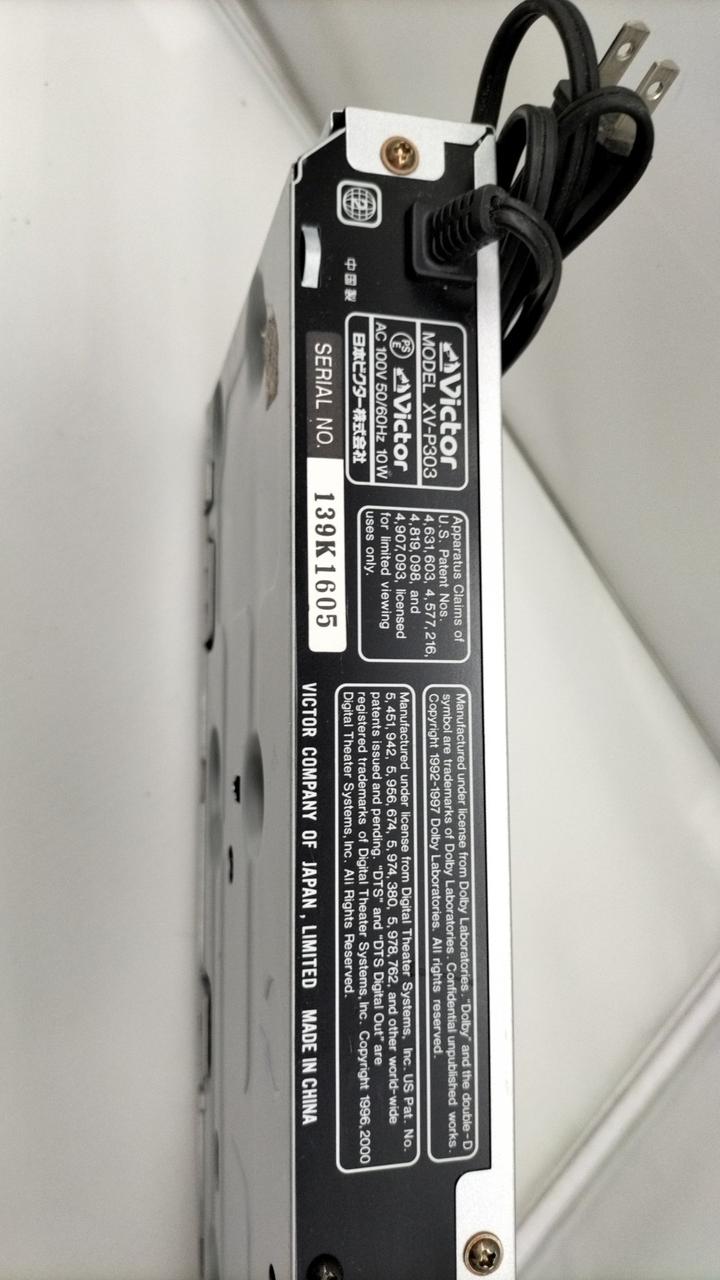 2
中国製
Victor
MODEL XV-P303
PS
E
Victor
AC 100V 50/60Hz 10W
日本ビクター株式会社
SERIAL NO.
139K1605
Apparatus Claims of
U.S. Patent Nos.
4,631,603, 4,577,216,
4,819,098, and
4,907,093, licensed
for limited viewing
uses only.
Manufactured under license from Dolby Laboratories. "Dolby" and the double-D
symbol are trademarks of Dolby Laboratories. Confidential unpublished works.
Copyright 1992-1997 Dolby Laboratories. All rights reserved.
Manufactured under license from Digital Theater Systems, Inc. US Pat. No.
5,451,942, 5,956,674, 5,974,380, 5,978,762, and other world-wide
patents issued and pending. "DTS" and "DTS Digital Out" are
registered trademarks of Digital Theater Systems, Inc. Copyright 1996, 2000
Digital Theater Systems, Inc. All Rights Reserved.
VICTOR COMPANY OF JAPAN, LIMITED MADE IN CHINA